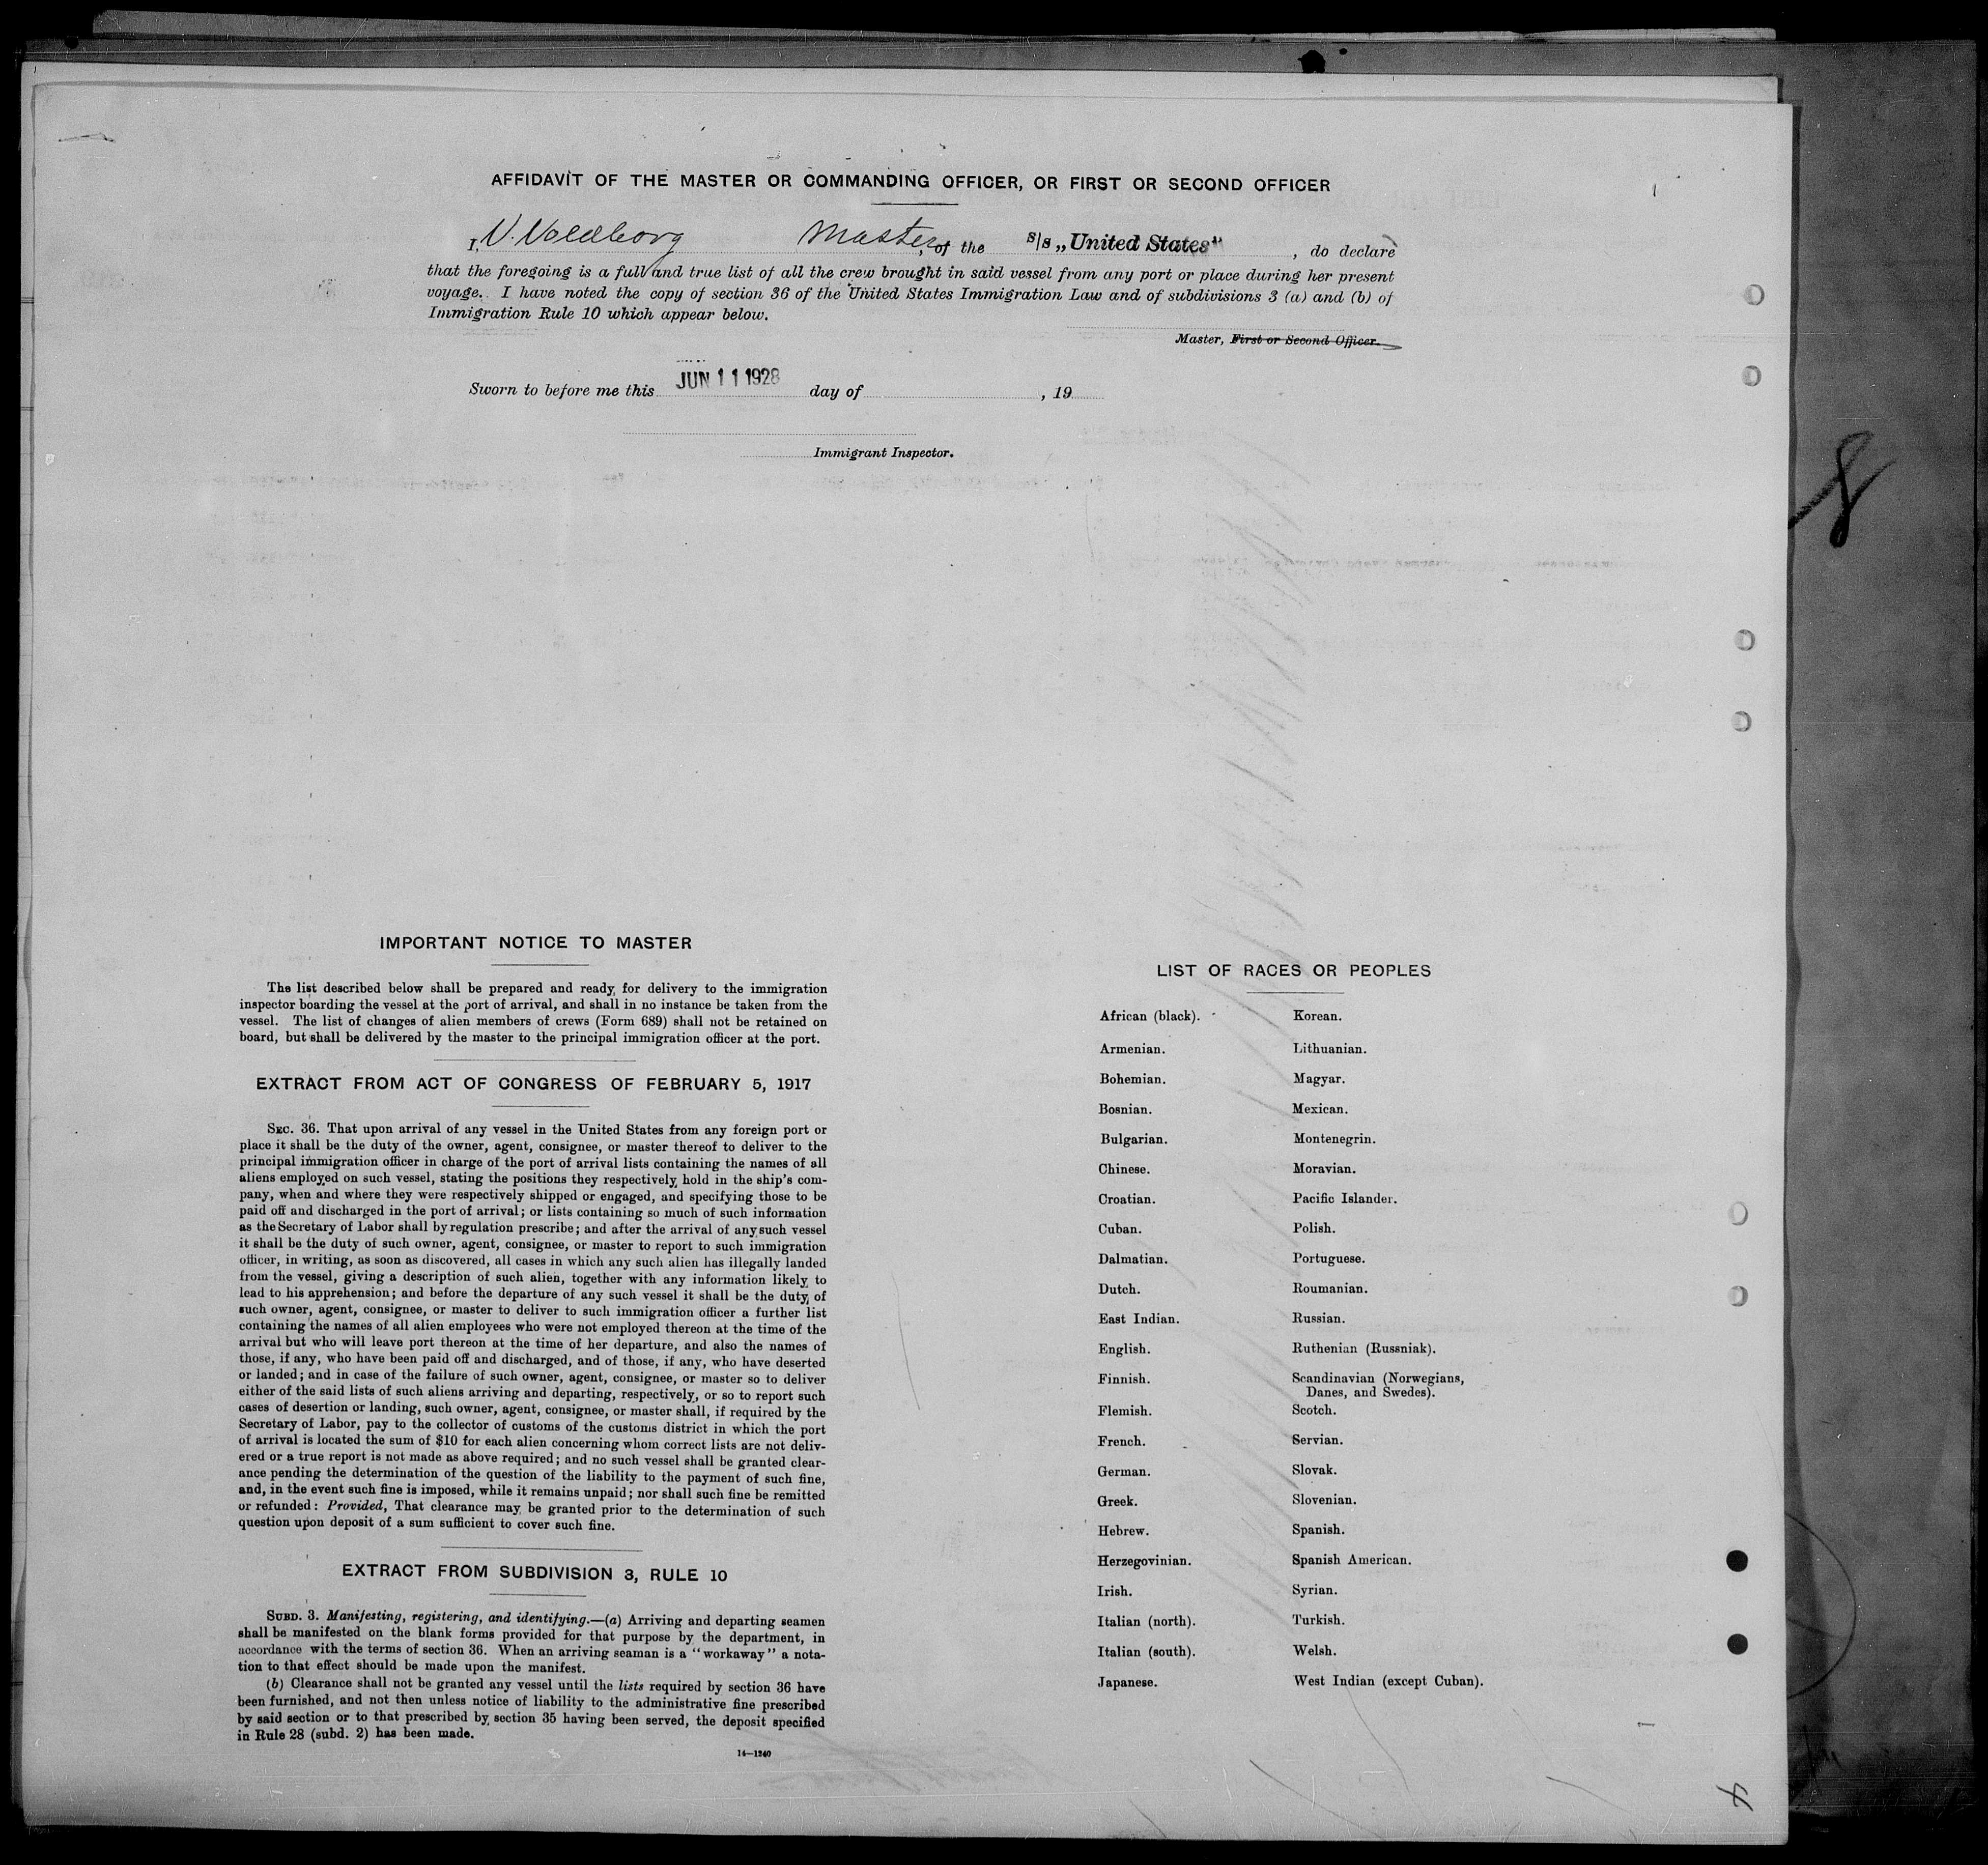 AFFIDAVIT OF THE MASTER OR COMMANDING OFFICER, OR FIRST OR SECOND OFFICER
I, V. Voldborg Master, of the S/s „United States" , do declare
that the foregoing is a full and true list of all the crew brought in said vessel from any port or place during her present
voyage. I have noted the copy of section 36 of the United States Immigration Law and of subdivisions 3 (a) and (b) of
Immigration Rule 10 which appear below.
Master, First or Second Officer.
Sworn to before me this JUN 11 1928 day of , 19
Immigrant Inspector.
8
IMPORTANT NOTICE TO MASTER
The list described below shall be prepared and ready for delivery to the immigration
inspector boarding the vessel at the port of arrival, and shall in no instance be taken from the
vessel. The list of changes of alien members of crews (Form 689) shall not be retained on
board, but shall be delivered by the master to the principal immigration officer at the port.
EXTRACT FROM ACT OF CONGRESS OF FEBRUARY 5, 1917
SEC. 36. That upon arrival of any vessel in the United States from any foreign port or
place it shall be the duty of the owner, agent, consignee, or master thereof to deliver to the
principal immigration officer in charge of the port of arrival lists containing the names of all
aliens employed on such vessel, stating the positions they respectively hold in the ship's com-
pany, when and where they were respectively shipped or engaged, and specifying those to be
paid off and discharged in the port of arrival; or lists containing so much of such information
as the Secretary of Labor shall by regulation prescribe; and after the arrival of any such vessel
it shall be the duty of such owner, agent, consignee, or master to report to such immigration
officer, in writing, as soon as discovered, all cases in which any such alien has illegally landed
from the vessel, giving a description of such alien, together with any information likely to
lead to his apprehension; and before the departure of any such vessel it shall be the duty of
such owner, agent, consignee, or master to deliver to such immigration officer a further list
containing the names of all alien employees who were not employed thereon at the time of the
arrival but who will leave port thereon at the time of her departure, and also the names of
those, if any, who have been paid off and discharged, and of those, if any, who have deserted
or landed; and in case of the failure of such owner, agent, consignee, or master so to deliver
either of the said lists of such aliens arriving and departing, respectively, or so to report such
cases of desertion or landing, such owner, agent, consignee, or master shall, if required by the
Secretary of Labor, pay to the collector of customs of the customs district in which the port
of arrival is located the sum of $10 for each alien concerning whom correct lists are not deliv-
ered or a true report is not made as above required; and no such vessel shall be granted clear-
ance pending the determination of the question of the liability to the payment of such fine,
and, in the event such fine is imposed, while it remains unpaid; nor shall such fine be remitted
or refunded: Provided, That clearance may be granted prior to the determination of such
question upon deposit of a sum sufficient to cover such fine.
EXTRACT FROM SUBDIVISION 3, RULE 10
SUBD. 3. Manifesting, registering, and identifying.—(a) Arriving and departing seamen
shall be manifested on the blank forms provided for that purpose by the department, in
accordance with the terms of section 36. When an arriving seaman is a "workaway" a nota-
tion to that effect should be made upon the manifest.
(b) Clearance shall not be granted any vessel until the lists required by section 36 have
been furnished, and not then unless notice of liability to the administrative fine prescribed
by said section or to that prescribed by section 35 having been served, the deposit specified
in Rule 28 (subd. 2) has been made.
14—1240
LIST OF RACES OR PEOPLES
African (black).
Armenian.
Bohemian.
Bosnian.
Bulgarian.
Chinese.
Croatian.
Cuban.
Dalmatian.
Dutch.
East Indian.
English.
Finnish.
Flemish.
French.
German.
Greek.
Hebrew.
Herzegovinian.
Irish.
Italian (north).
Italian (south).
Japanese.
Korean.
Lithuanian.
Magyar.
Mexican.
Montenegrin.
Moravian.
Pacific Islander.
Polish.
Portuguese.
Roumanian.
Russian.
Ruthenian (Russniak).
Scandinavian (Norwegians,
Danes, and Swedes).
Scotch.
Servian.
Slovak.
Slovenian.
Spanish.
Spanish American.
Syrian.
Turkish.
Welsh.
West Indian (except Cuban).